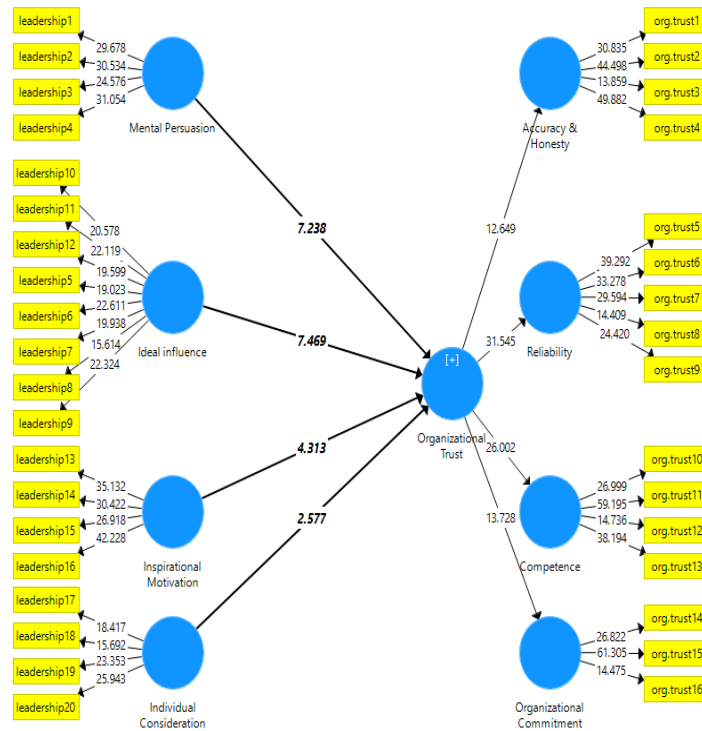 leadership1
29.678
leadership2
30.534
leadership3
24.576
31.054
leadership4
Mental Persuasion
leadership10
leadership11
20.578
leadership12
22.119
19.599
leadership5
19.023
leadership6
22.611
19.938
leadership7
15.614
leadership8
22.324
leadership9
Ideal influence
leadership13
35.132
leadership14
30.422
leadership15
26.918
42.228
leadership16
Inspirational
Motivation
leadership17
18.417
leadership18
15.692
leadership19
23.353
25.943
leadership20
Individual
Consideration
7.238
7.469
4.313
2.577
[+]
Organizational
Trust
12.649
31.545
26.002
13.728
Accuracy &
Honesty
org.trust1
30.835
org.trust2
44.498
org.trust3
13.859
49.882
org.trust4
Reliability
org.trust5
39.292
org.trust6
33.278
org.trust7
29.594
14.409
org.trust8
24.420
org.trust9
Competence
org.trust10
26.999
org.trust11
59.195
org.trust12
14.736
38.194
org.trust13
Organizational
Commitment
org.trust14
26.822
org.trust15
61.305
14.475
org.trust16